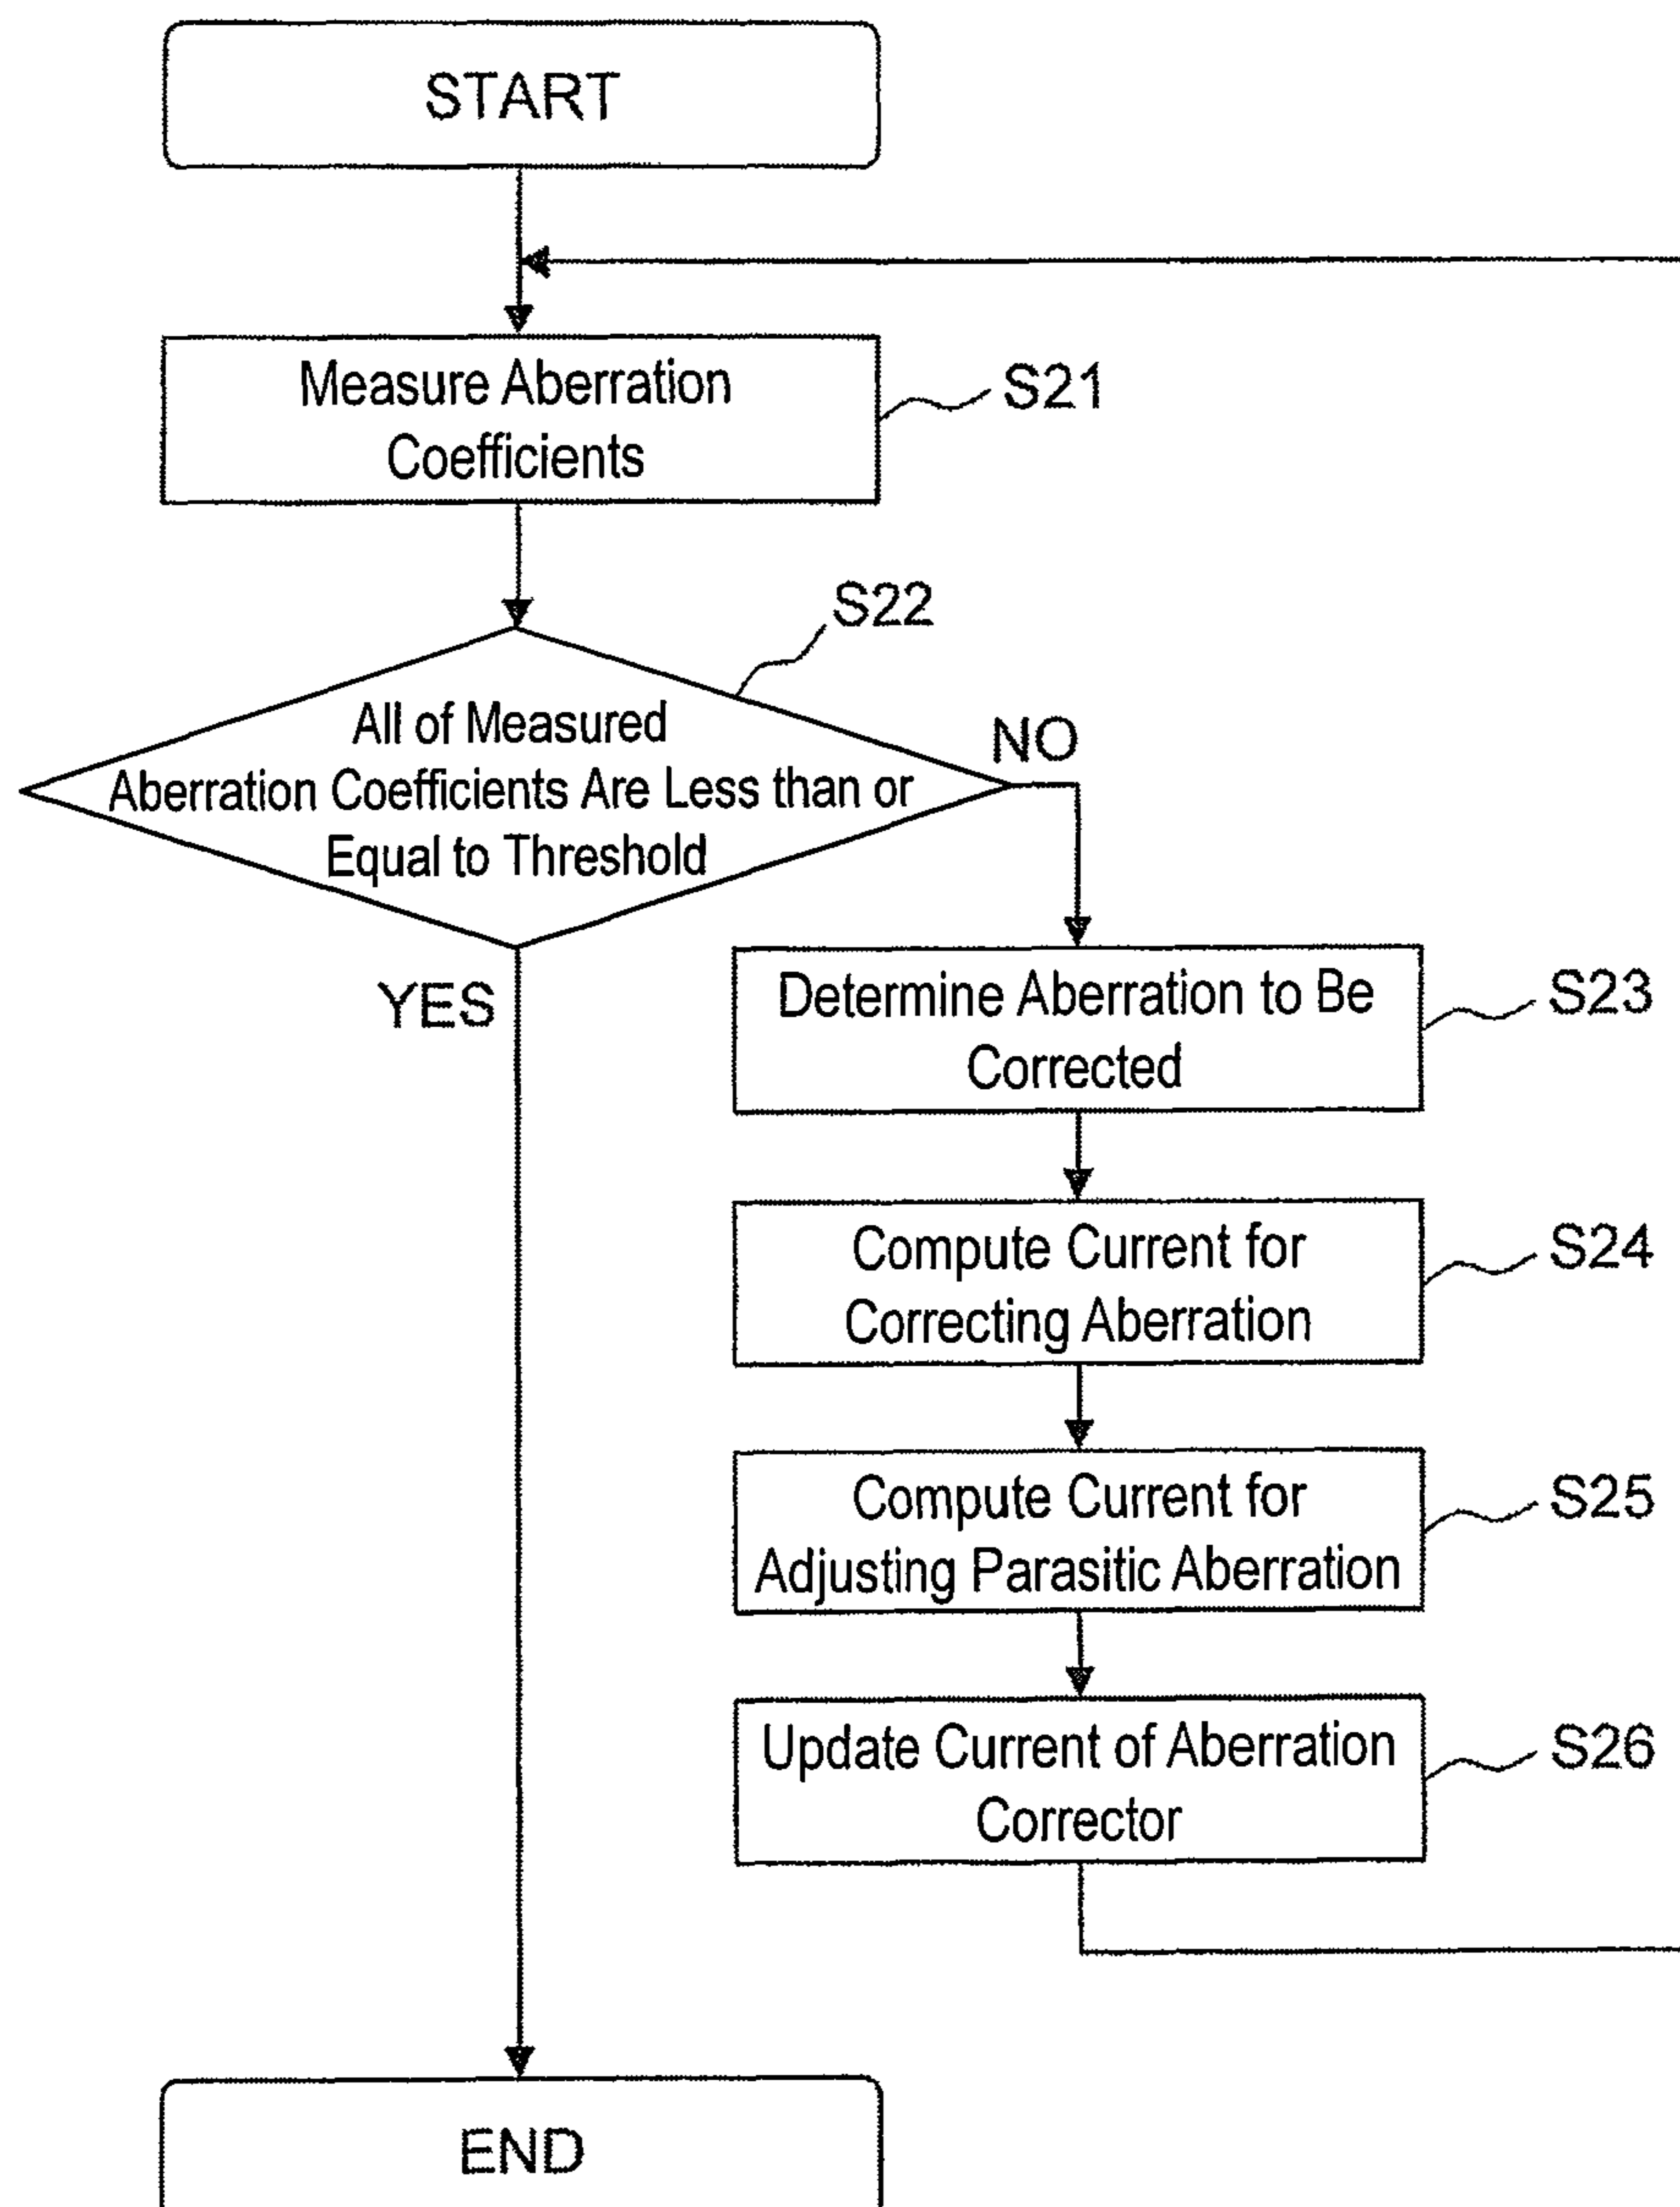 START
Measure Aberration
Coefficients
S21
S22
All of Measured
Aberration Coefficients Are Less than or
Equal to Threshold
NO
YES
Determine Aberration to Be
Corrected
S23
Compute Current for
Correcting Aberration
S24
Compute Current for
Adjusting Parasitic Aberration
S25
Update Current of Aberration
Corrector
S26
END